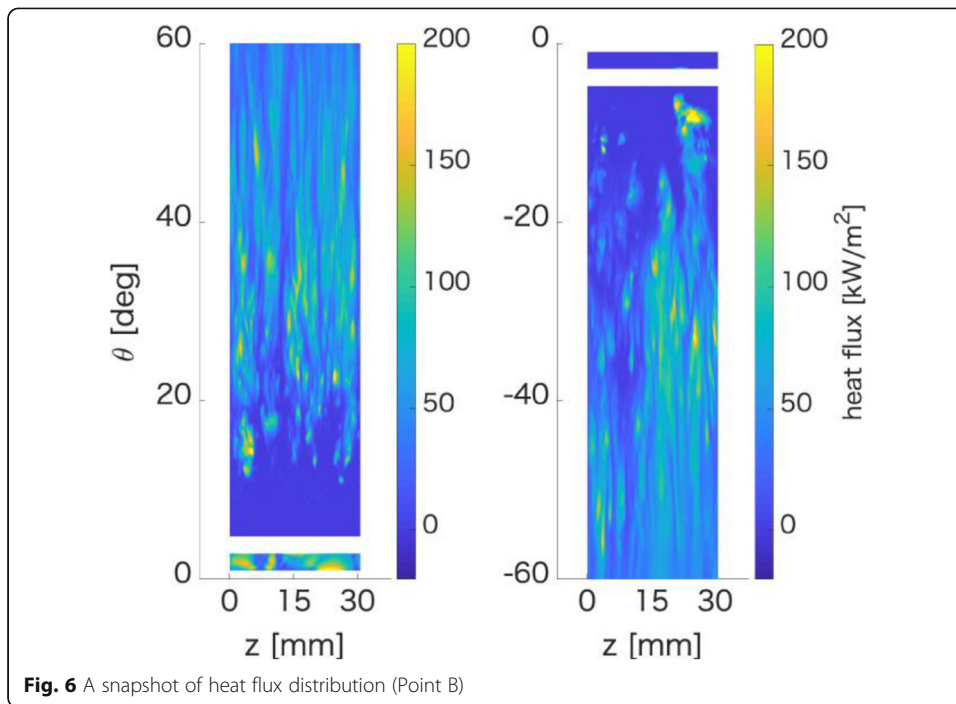 60
40
20
0
θ [deg]
0 15 30
z [mm]
200
150
100
50
0
0
-20
-40
-60
0 15 30
z [mm]
200
150
100
50
0
heat flux [kW/m²]
Fig. 6 A snapshot of heat flux distribution (Point B)